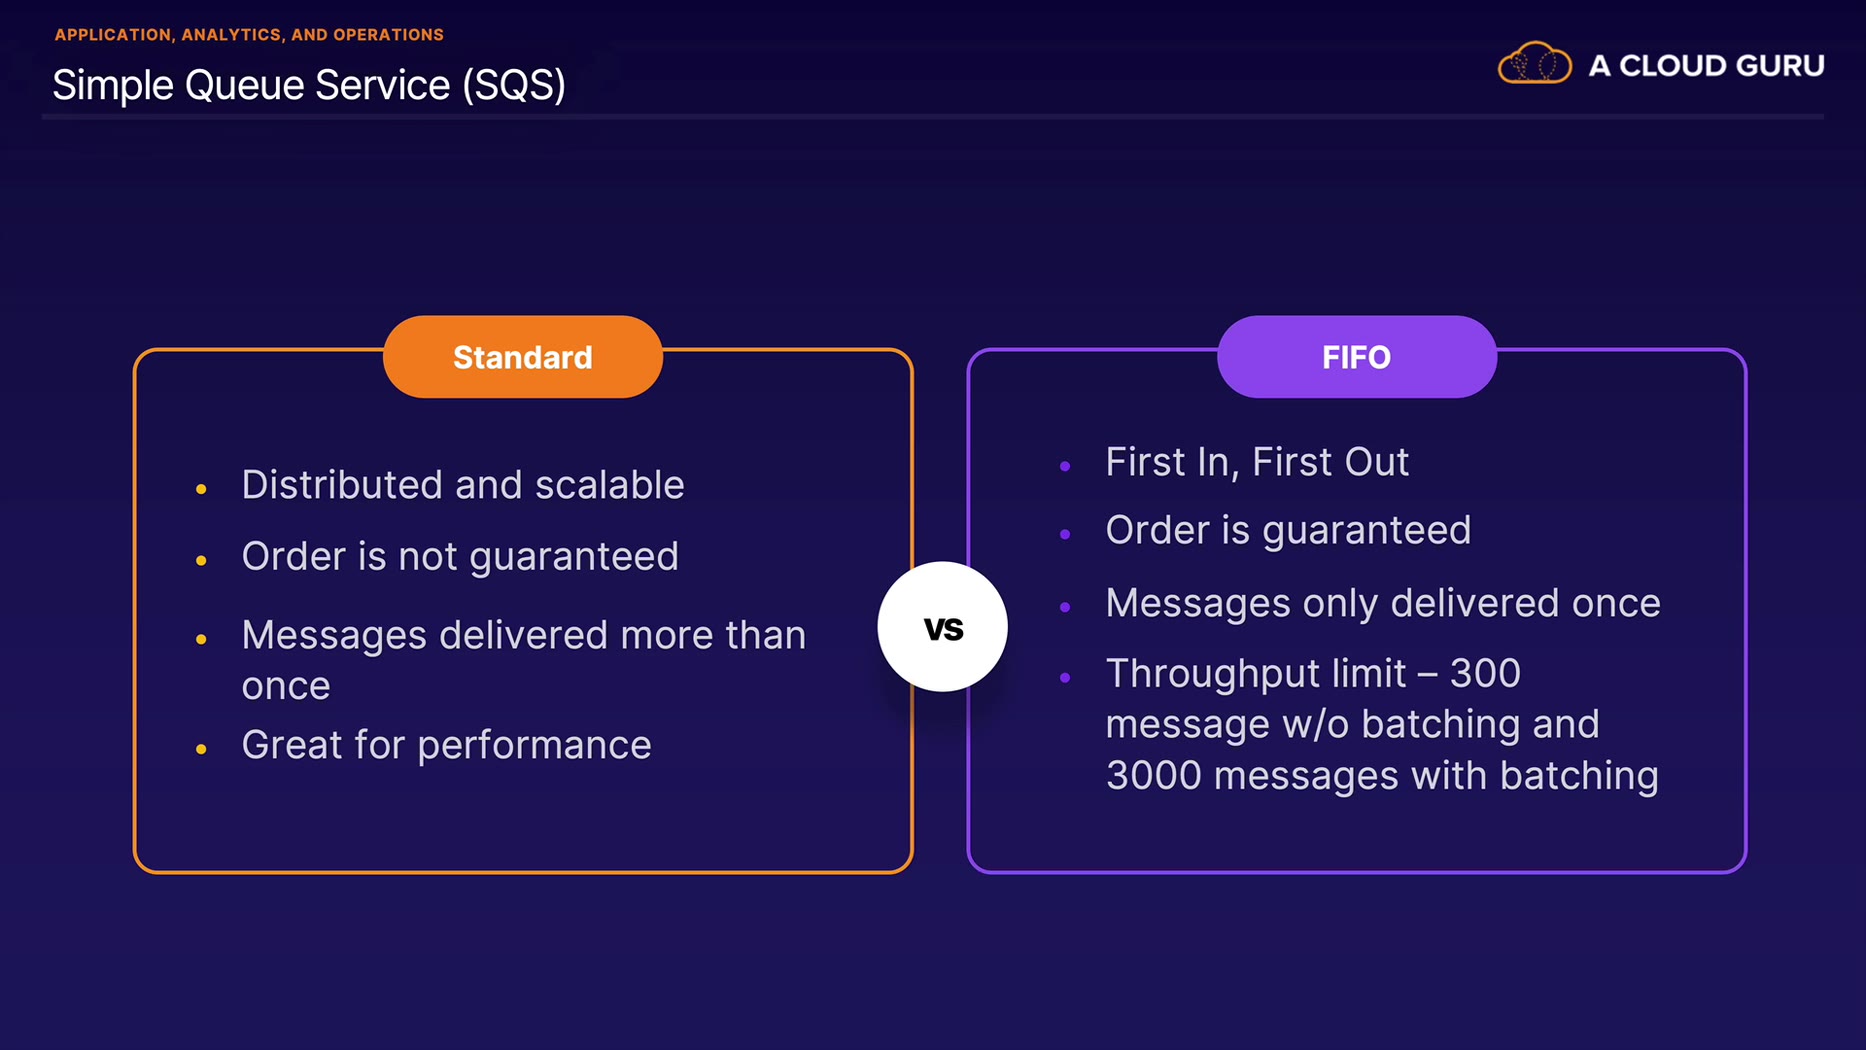 APPLICATION, ANALYTICS, AND OPERATIONS
Simple Queue Service (SQS)
A CLOUD GURU
Standard
Distributed and scalable
Order is not guaranteed
Messages delivered more than
once
Great for performance
vs
FIFO
First In, First Out
Order is guaranteed
Messages only delivered once
Throughput limit – 300
message w/o batching and
3000 messages with batching